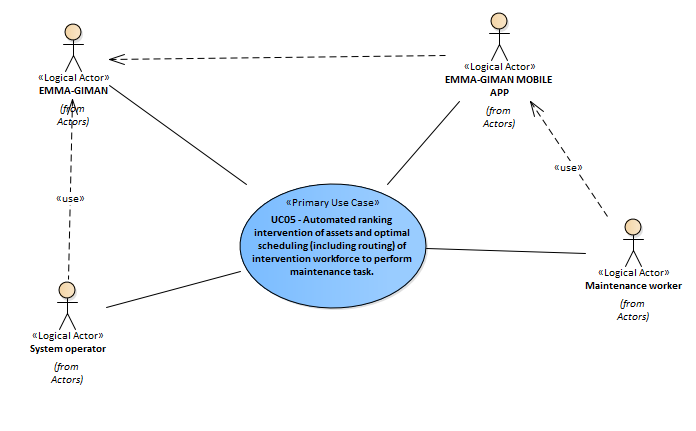 «Logical Actor»
EMMA-GIMAN
(from
Actors)
«Logical Actor»
EMMA-GIMAN MOBILE
APP
(from
Actors)
«use»
«use»
«Primary Use Case»
UC05 - Automated ranking
intervention of assets and optimal
scheduling (including routing) of
intervention workforce to perform
maintenance task.
«Logical Actor»
Maintenance worker
(from
Actors)
«Logical Actor»
System operator
(from
Actors)